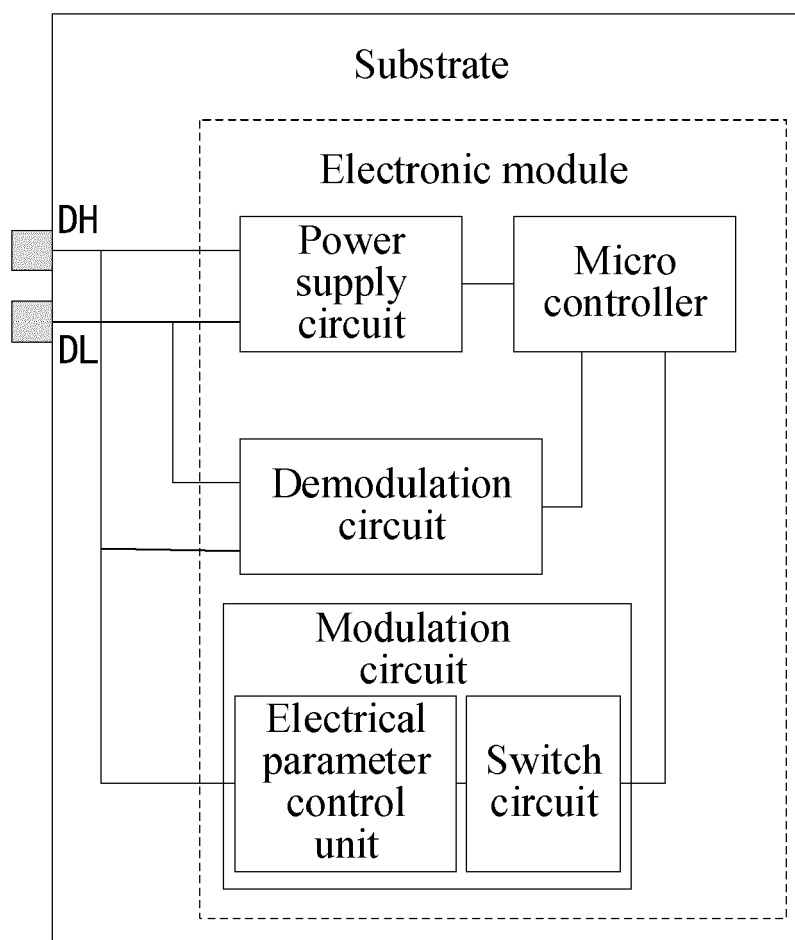 Substrate
Electronic module
DH
DL
Power
supply
circuit
Micro
controller
Demodulation
circuit
Modulation
circuit
Electrical
parameter
control
unit
Switch
circuit